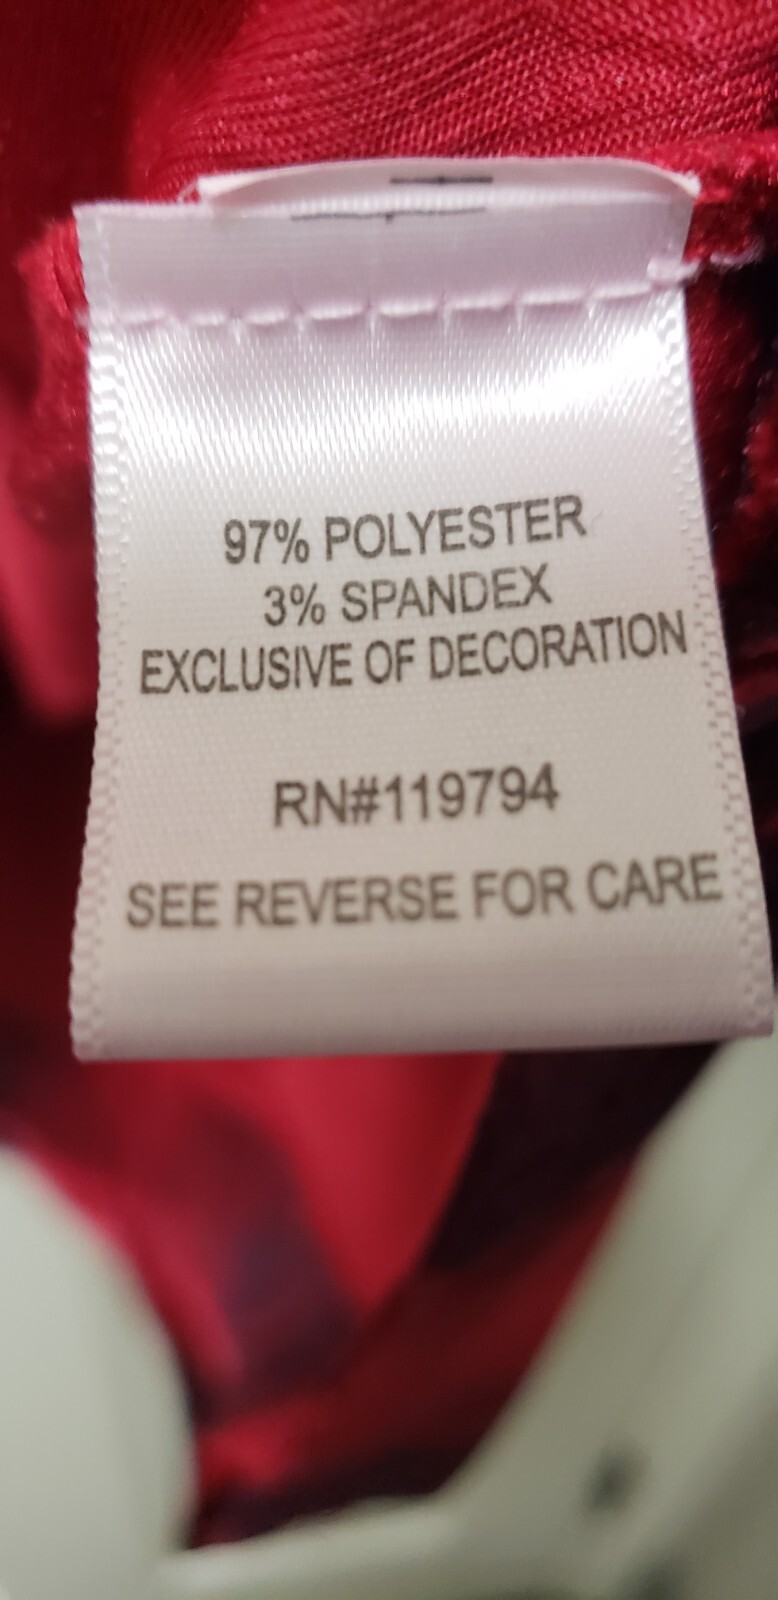 97% POLYESTER
3% SPANDEX
EXCLUSIVE OF DECORATION
RN#119794
SEE REVERSE FOR CARE